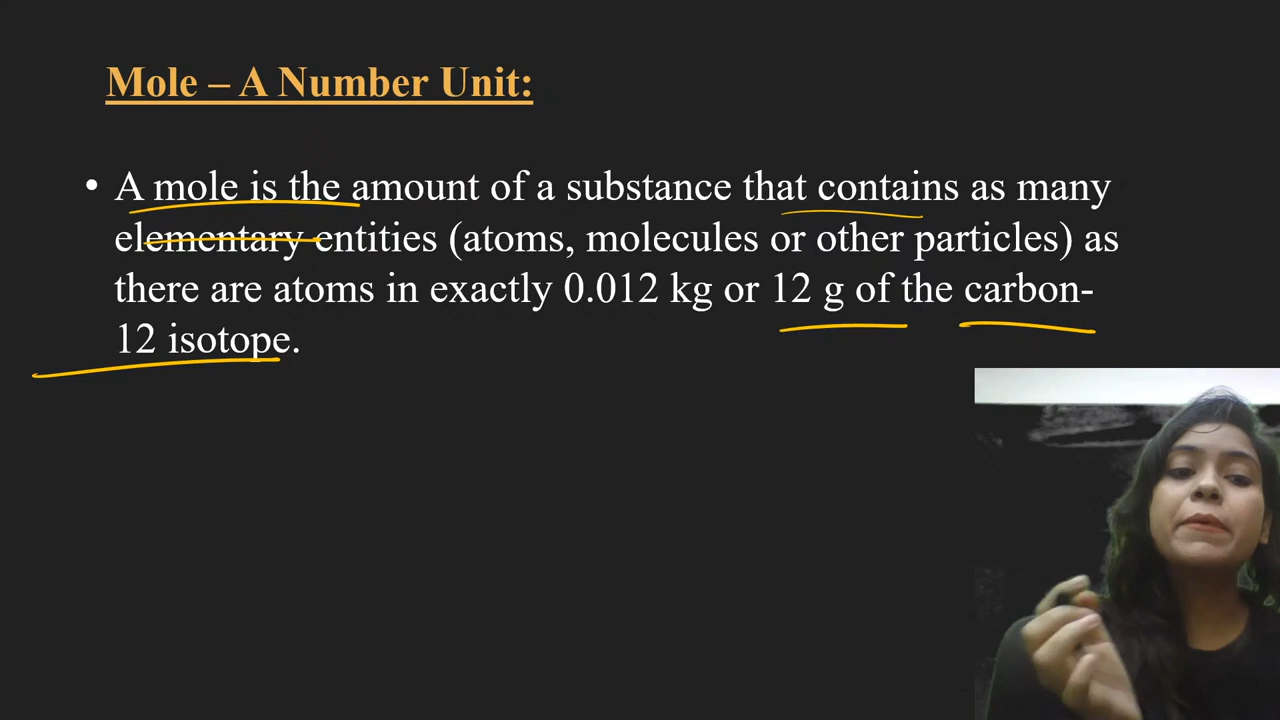 Mole – A Number Unit:
• A mole is the amount of a substance that contains as many
elementary entities (atoms, molecules or other particles) as
there are atoms in exactly 0.012 kg or 12 g of the carbon-
12 isotope.